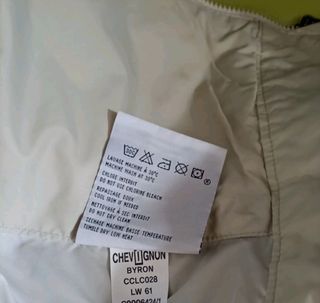 30°
LAVAGE MACHINE A 30°C
MACHINE WASH AT 30°C
CHLORE INTERDIT
DO NOT USE CHLORINE BLEACH
REPASSAGE DOUX
COOL IRON IF NEEDED
NETTOYAGE A SEC INTERDIT
DO NOT DRY CLEAN
SECHAGE MACHINE BASSE TEMPERATURE
TUMBLE DRY LOW HEAT
CHEVIGNON
BYRON
CCLC028
LW 61